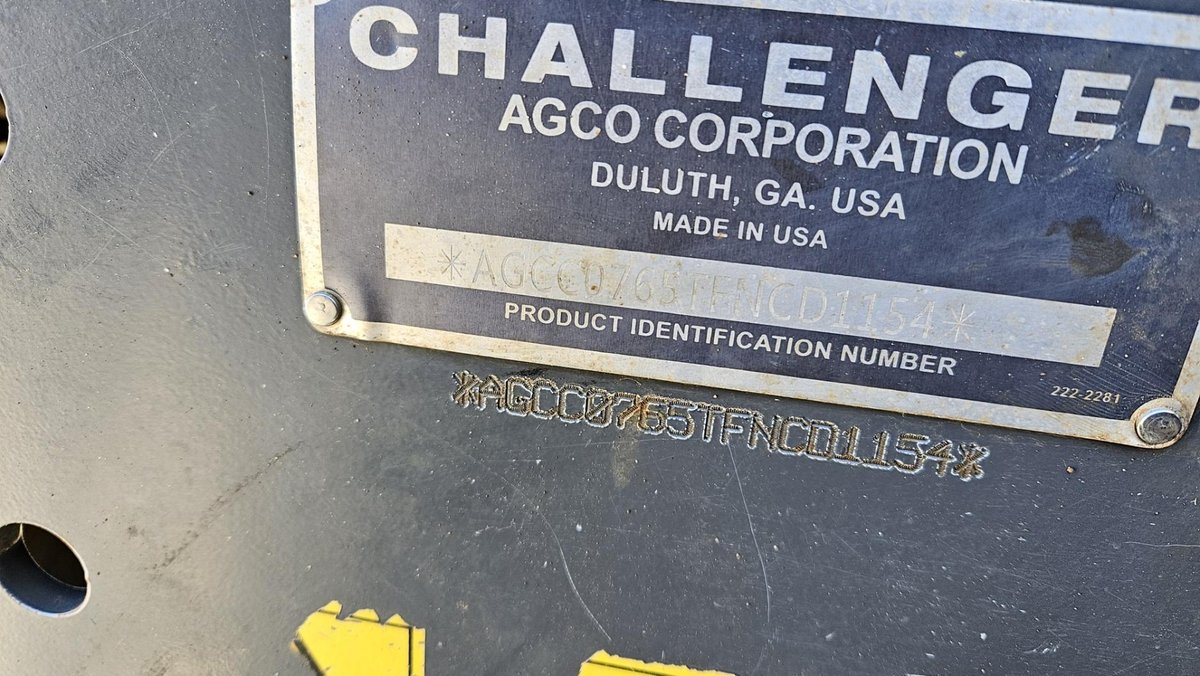 CHALLENGER
AGCO CORPORATION
DULUTH, GA. USA
MADE IN USA
*AGCC0765TFNCD1154*
PRODUCT IDENTIFICATION NUMBER
222-2281
*AGCC0765TFNCD1154*